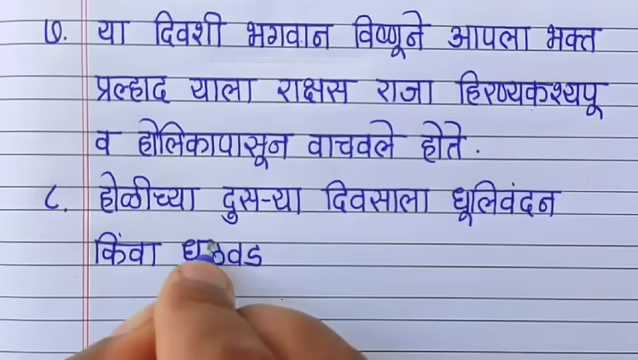 ७. या दिवशी भगवान विष्णूने आपला भक्त
प्रल्हाद याला राक्षस राजा हिरण्यकश्यपू
व होलिकापासून वाचवले होते.
८. होळीच्या दुसऱ्या दिवसाला धूलिवंदन
किंवा